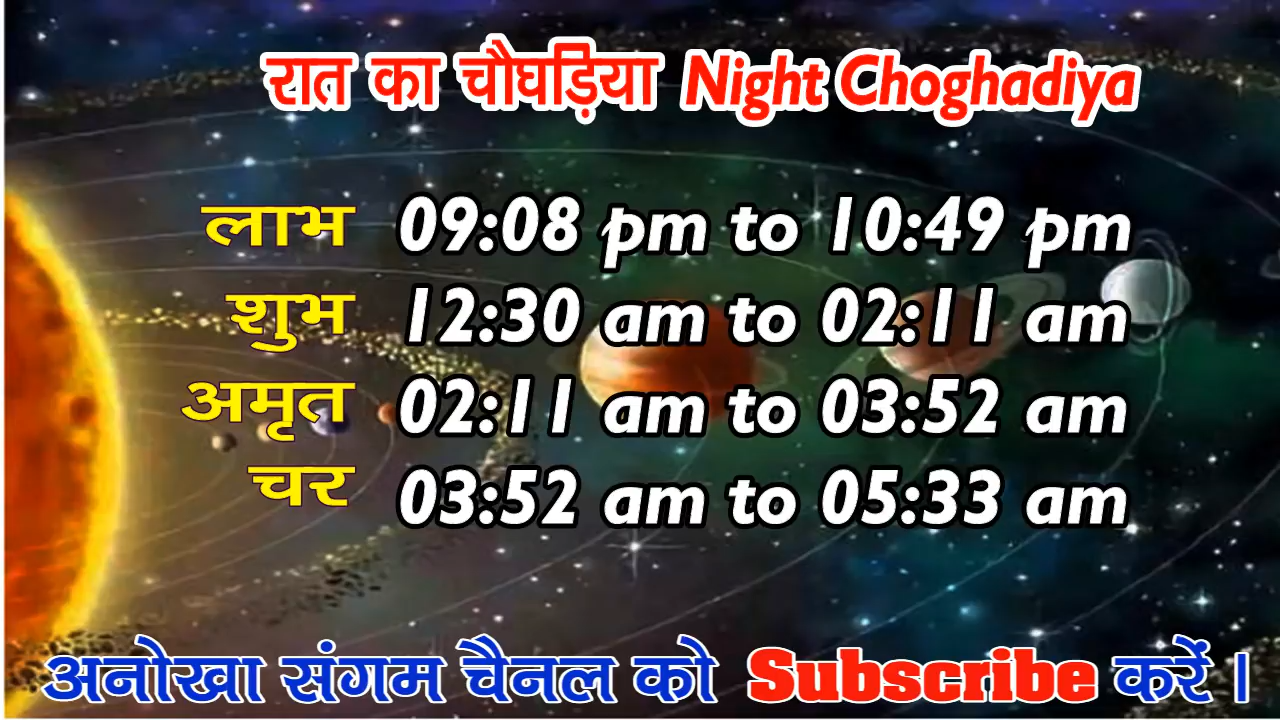 रात का चौघड़िया Night Choghadiya
लाभ 09:08 pm to 10:49 pm
शुभ 12:30 am to 02:11 am
अमृत 02:11 am to 03:52 am
चर 03:52 am to 05:33 am
अनोखा संगम चैनल को Subscribe करें।